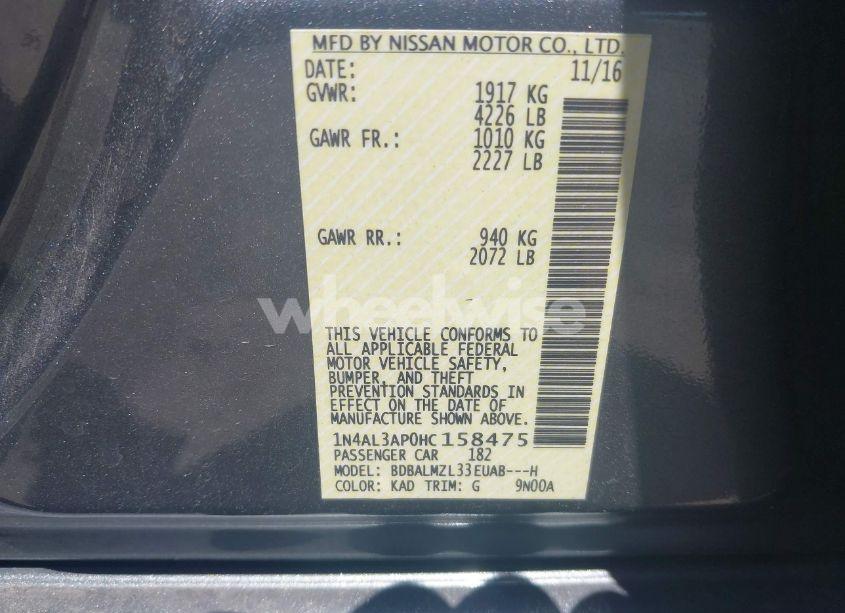 MFD BY NISSAN MOTOR CO., LTD.
DATE: 11/16
GVWR: 1917 KG
4226 LB
GAWR FR.: 1010 KG
2227 LB
GAWR RR.: 940 KG
2072 LB
wheelwise
THIS VEHICLE CONFORMS TO
ALL APPLICABLE FEDERAL
MOTOR VEHICLE SAFETY,
BUMPER, AND THEFT
PREVENTION STANDARDS IN
EFFECT ON THE DATE OF
MANUFACTURE SHOWN ABOVE.
1N4AL3AP0HC158475
PASSENGER CAR 182
MODEL: BDBALMZL33EUAB---H
COLOR: KAD TRIM: G 9N00A